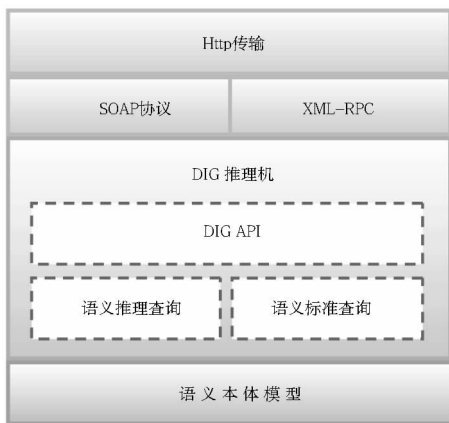 Http传输
SOAP协议
XML-RPC
DIG 推理机
DIG API
语义推理查询
语义标准查询
语义本体模型